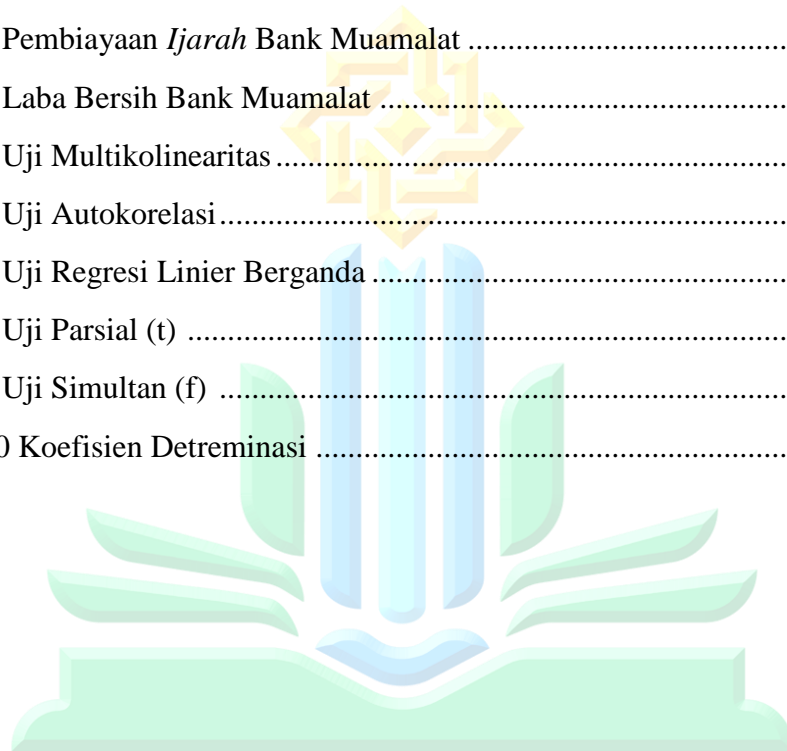 Pembiayaan Ijarah Bank Muamalat ........................................
Laba Bersih Bank Muamalat ...................................................
Uji Multikolinearitas ................................................................
Uji Autokorelasi.......................................................................
Uji Regresi Linier Berganda ....................................................
Uji Parsial (t) ...........................................................................
Uji Simultan (f) .......................................................................
0 Koefisien Detreminasi ...........................................................